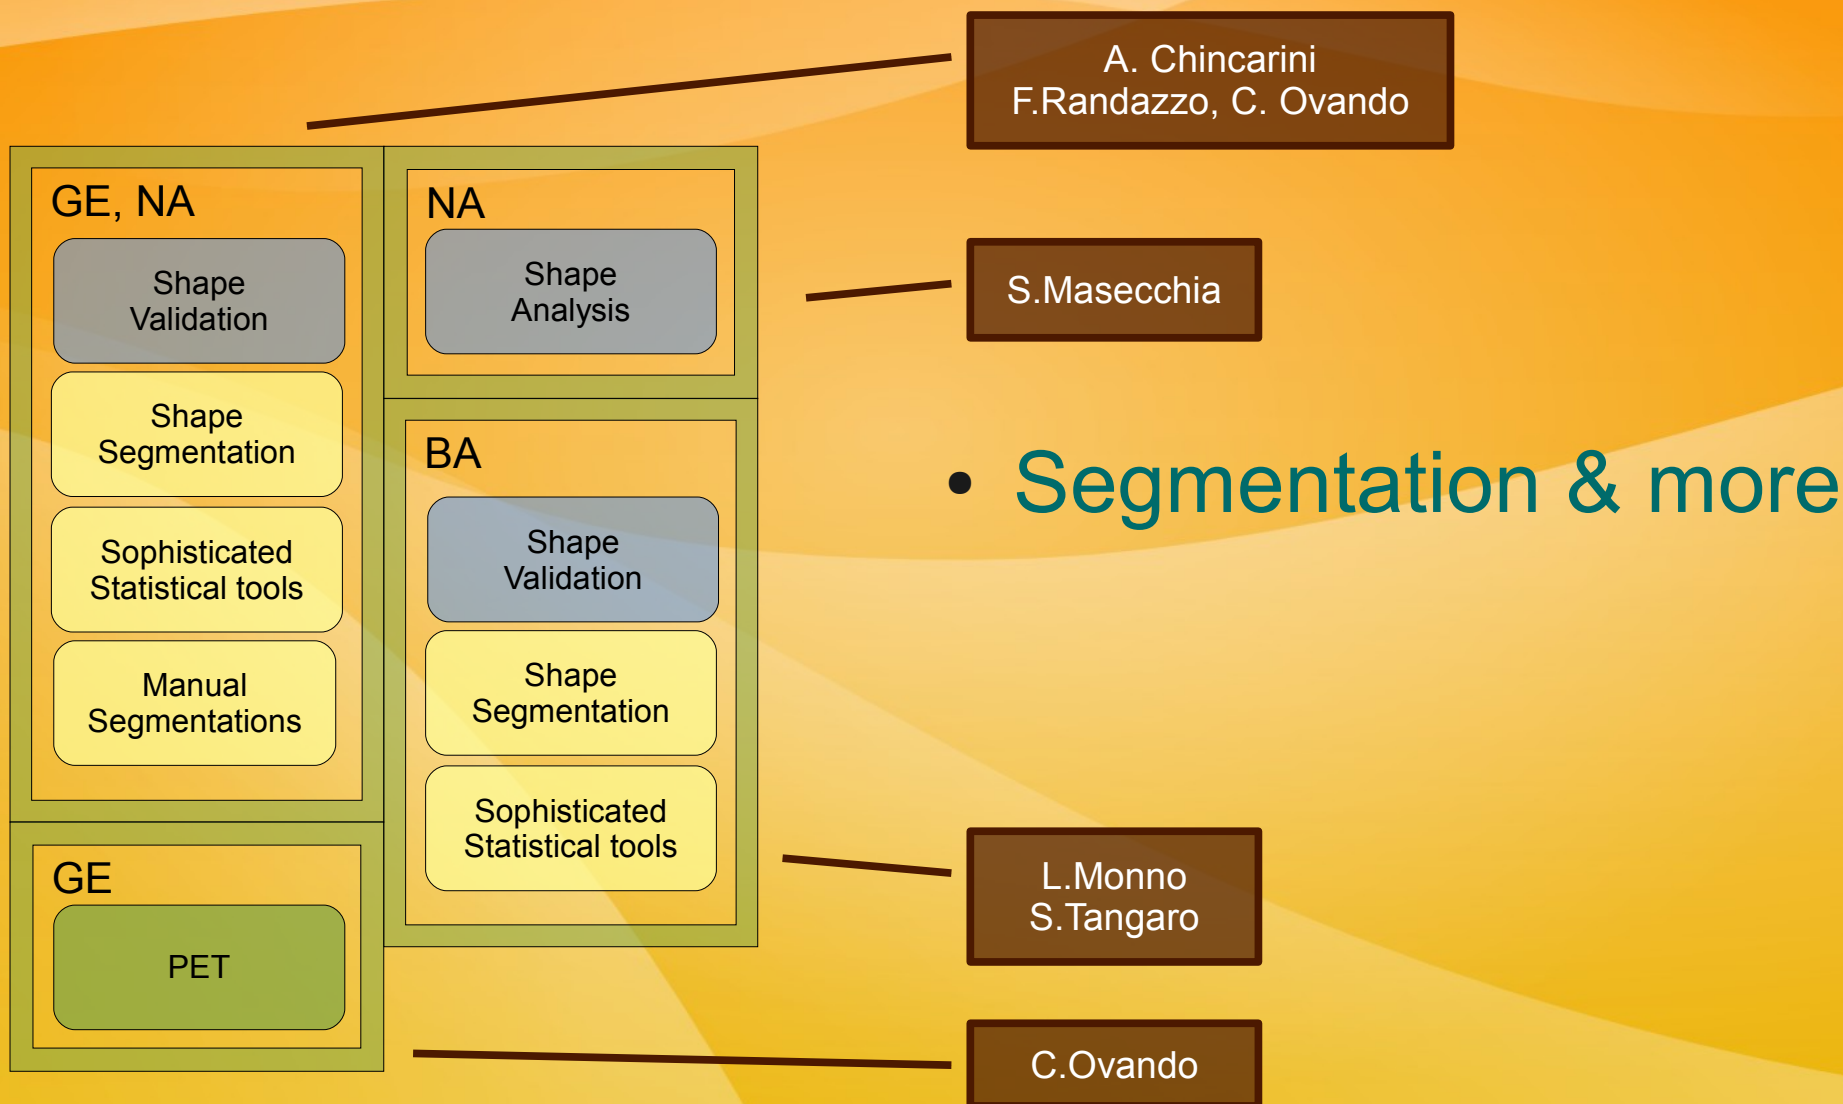 A. Chincarini
F.Randazzo, C. Ovando
GE, NA
Shape
Validation
Shape
Segmentation
Sophisticated
Statistical tools
Manual
Segmentations
NA
Shape
Analysis
S.Masecchia
BA
Shape
Validation
Shape
Segmentation
Sophisticated
Statistical tools
• Segmentation & more
L.Monno
S.Tangaro
GE
PET
C.Ovando